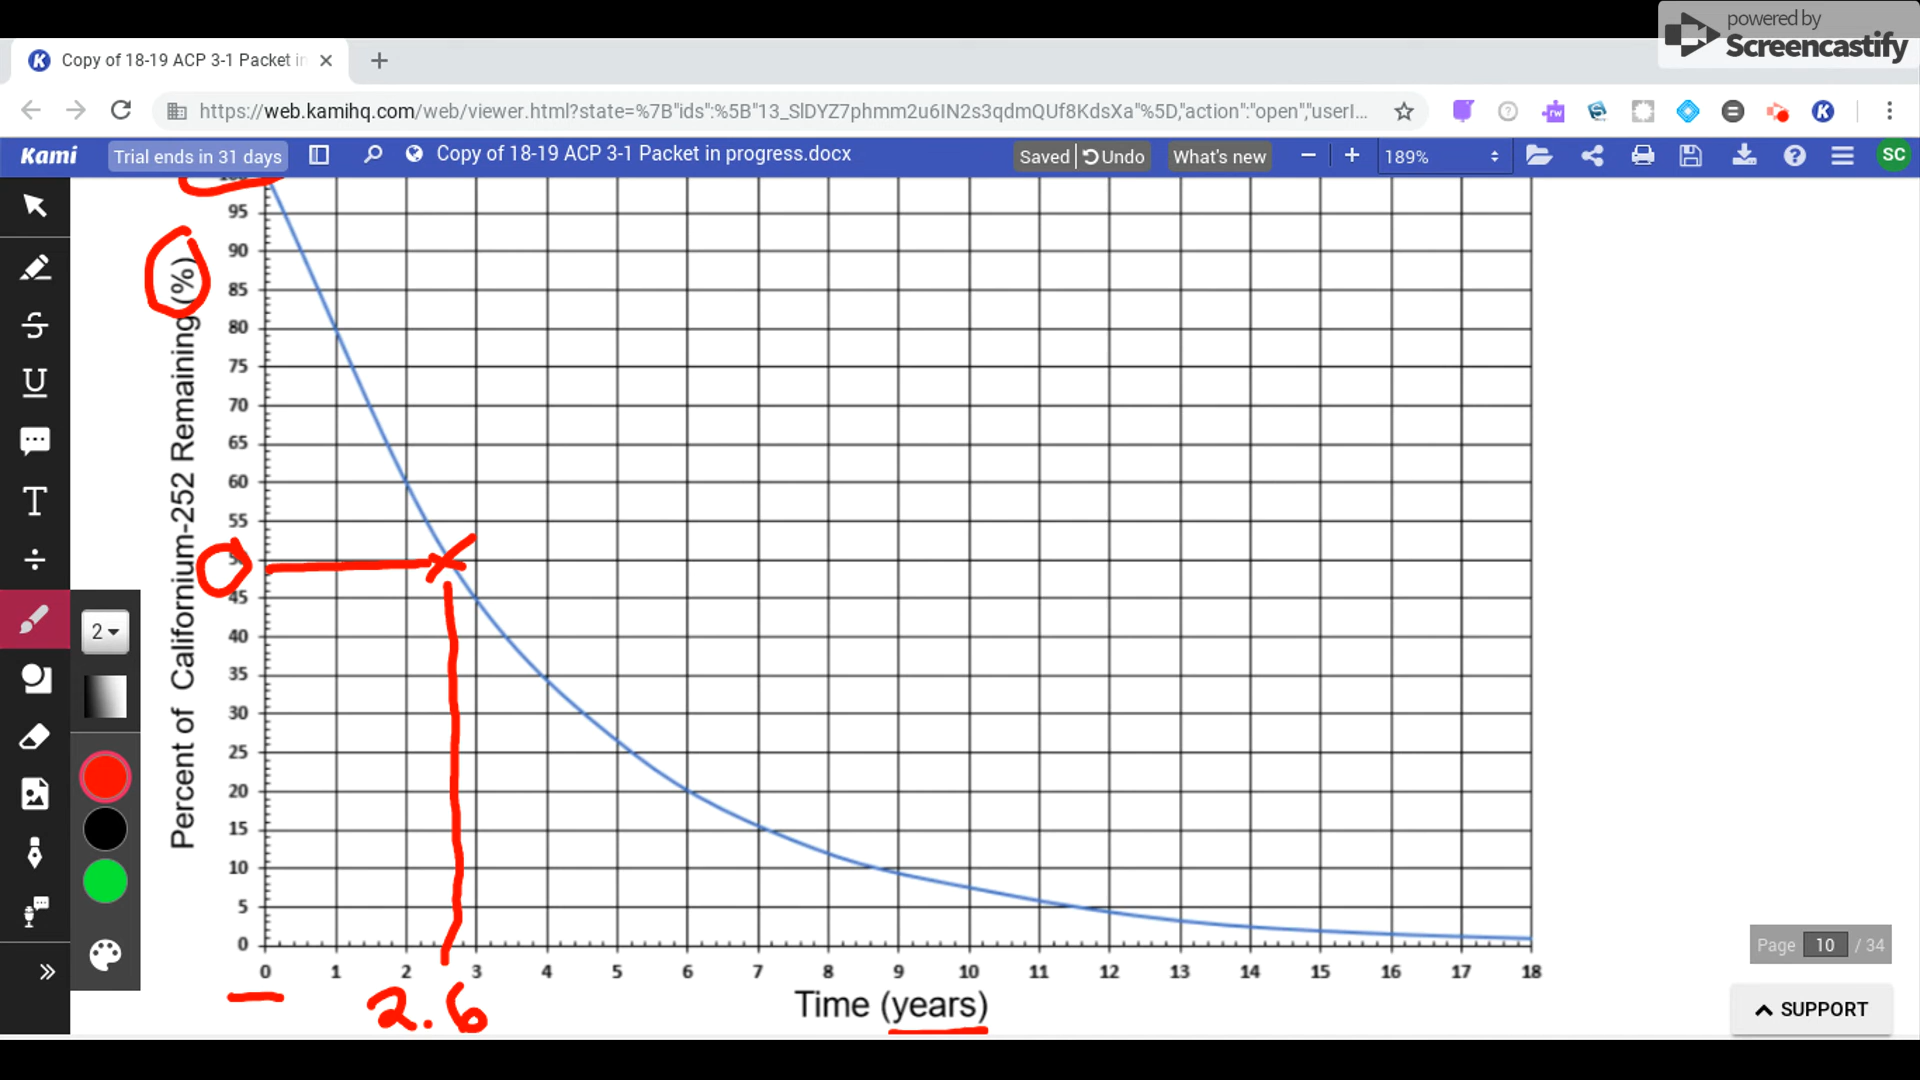 powered by
Screencastify
Copy of 18-19 ACP 3-1 Packet in
https://web.kamihq.com/web/viewer.html?state=%7B"ids":%5B"13_SlDYZ7phmm2u6IN2s3qdmQUf8KdsXa"%5D,"action":"open","userI...
Kami
Trial ends in 31 days
Copy of 18-19 ACP 3-1 Packet in progress.docx
Saved
Undo
What's new
189%
SC
95
90
85
80
75
70
65
60
55
45
40
35
30
25
20
15
10
5
0
Percent of Californium-252 Remaining (%)
2
0 1 2 3 4 5 6 7 8 9 10 11 12 13 14 15 16 17 18
2.6
Time (years)
Page 10 / 34
SUPPORT